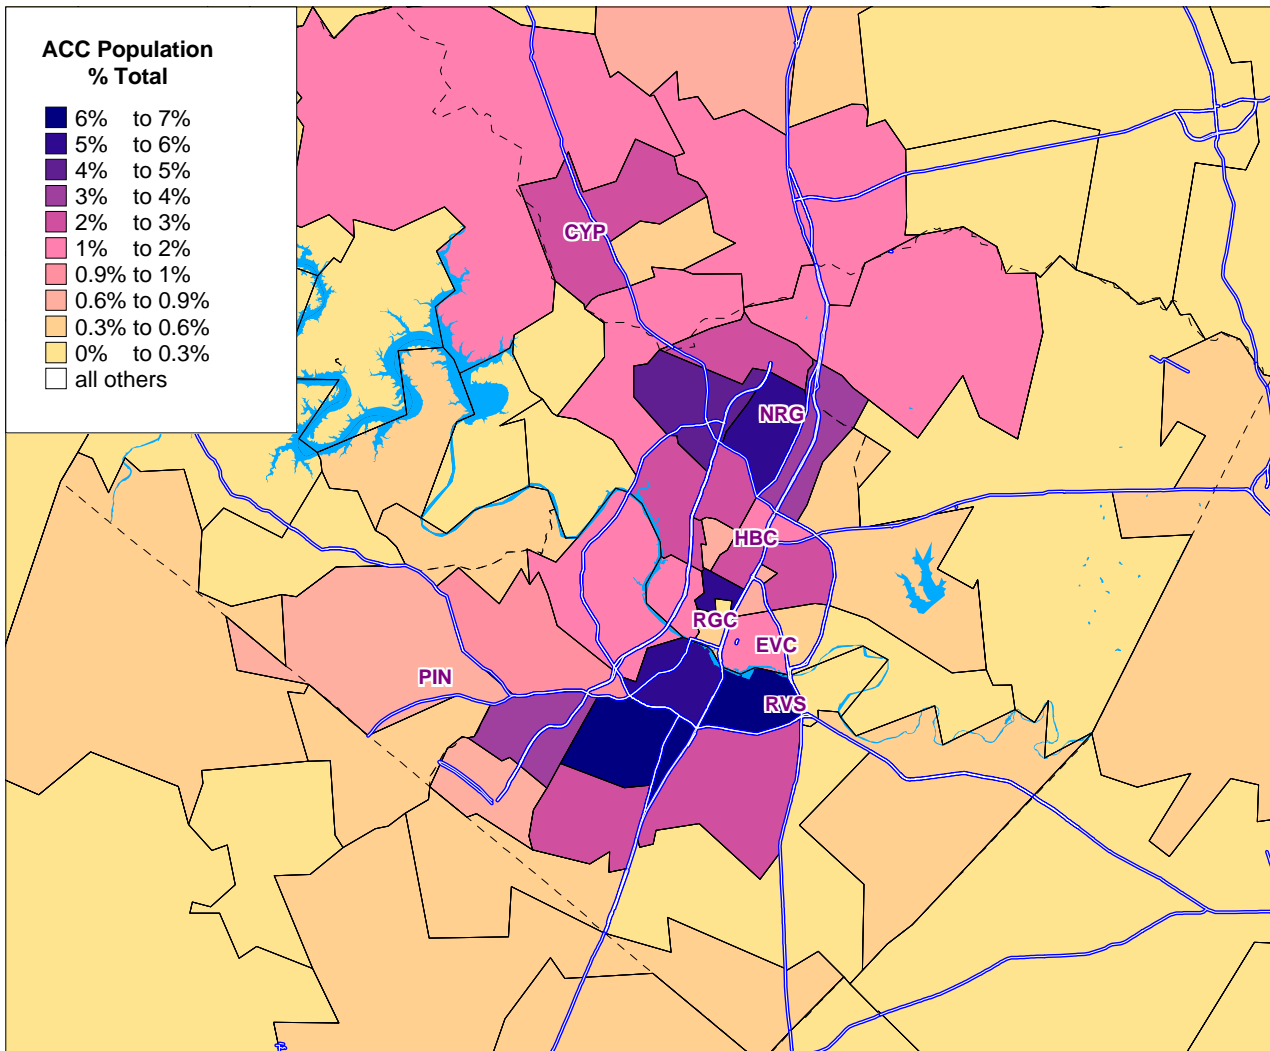 ACC Population
% Total
6% to 7%
5% to 6%
4% to 5%
3% to 4%
2% to 3%
1% to 2%
0.9% to 1%
0.6% to 0.9%
0.3% to 0.6%
0% to 0.3%
all others
CYP
NRG
HBC
RGC
EVC
PIN
RVS